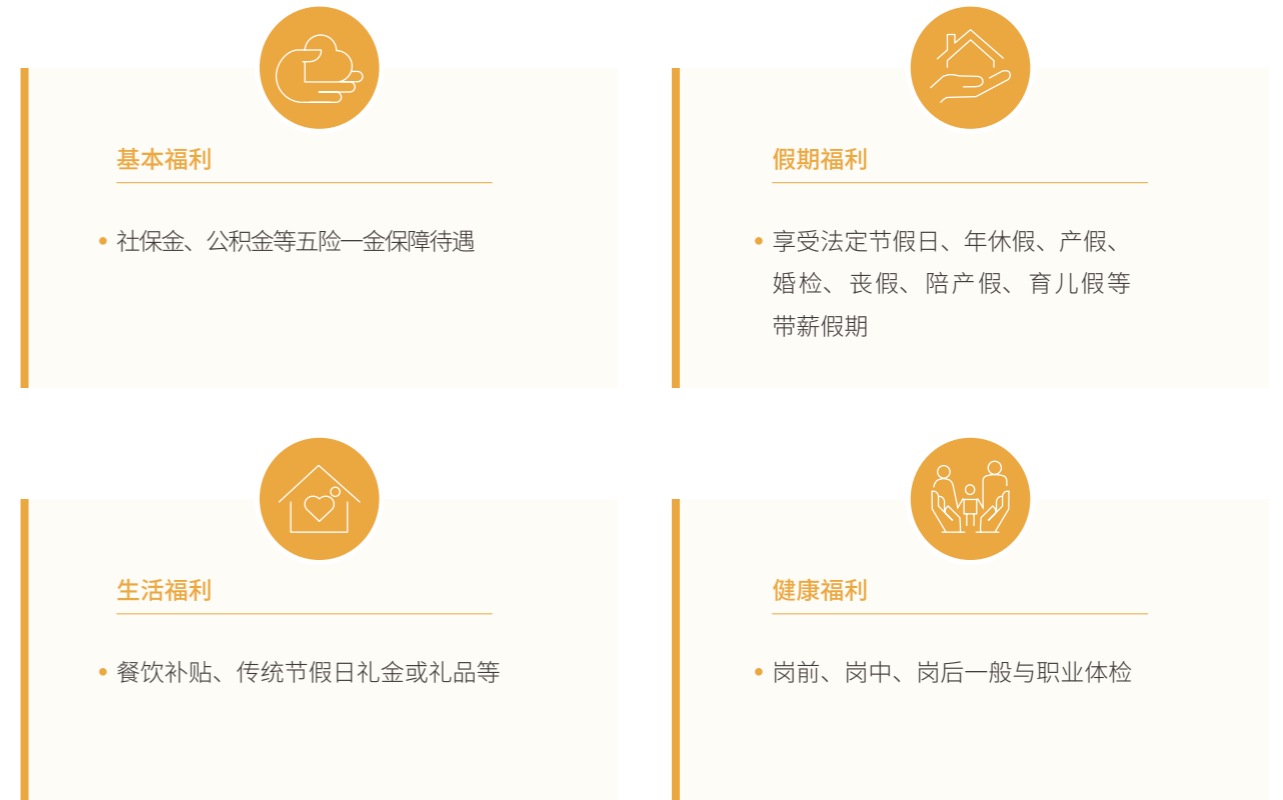 基本福利
社保金、公积金等五险一金保障待遇
假期福利
享受法定节假日、年休假、产假、
婚检、丧假、陪产假、育儿假等
带薪假期
生活福利
餐饮补贴、传统节假日礼金或礼品等
健康福利
岗前、岗中、岗后一般与职业体检